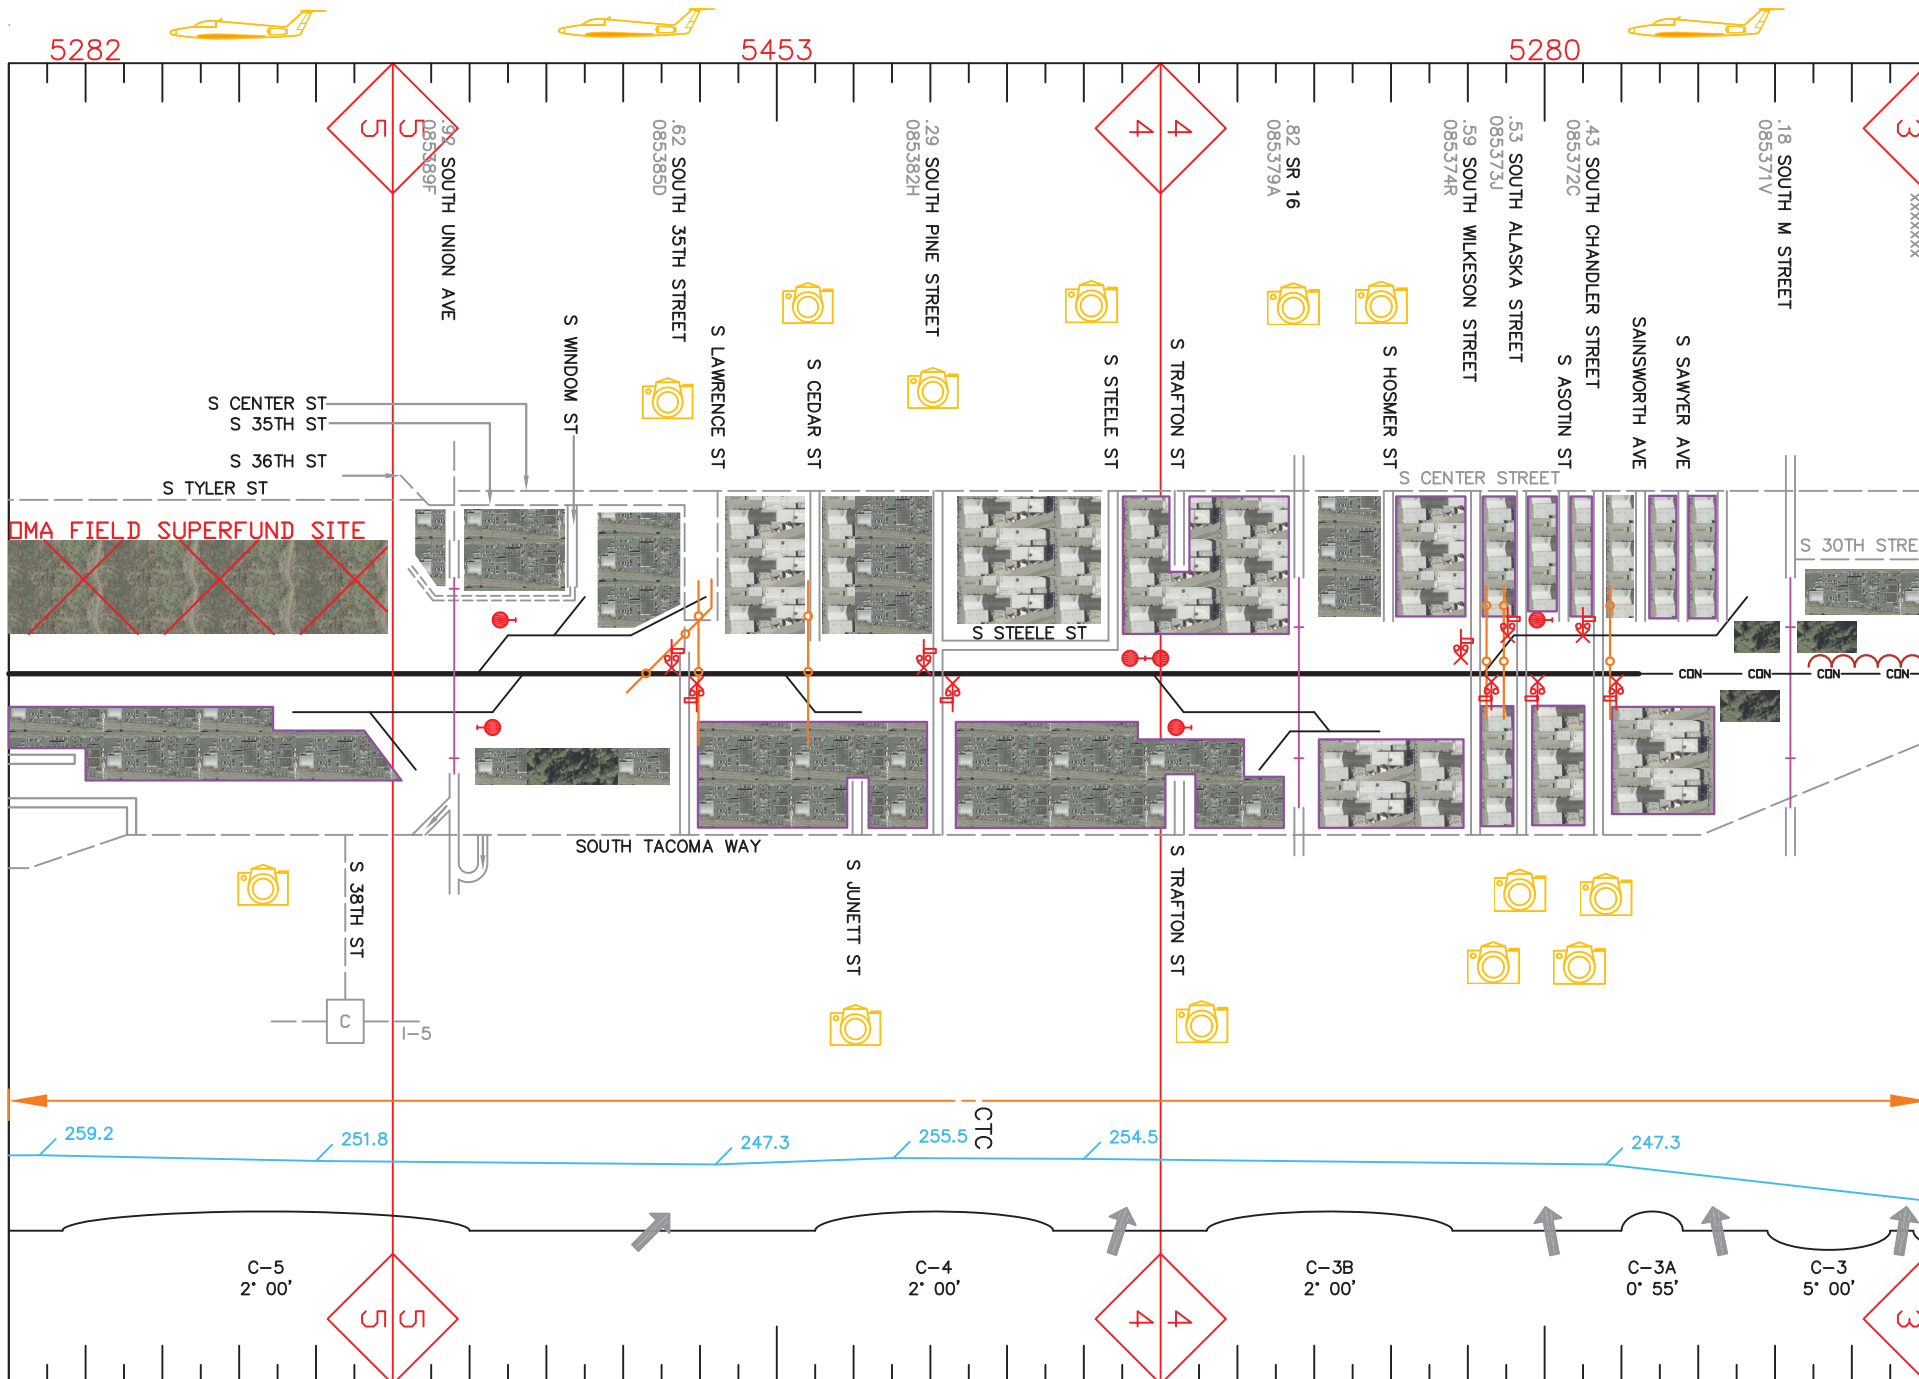 5282
5453
5280
5
5
4
4
3
.92 SOUTH UNION AVE
085389F
.62 SOUTH 35TH STREET
085385D
.29 SOUTH PINE STREET
085382H
.82 SR 16
085379A
.59 SOUTH WILKESON STREET
085374R
.53 SOUTH ALASKA STREET
085373J
.43 SOUTH CHANDLER STREET
085372C
.18 SOUTH M STREET
085371V
xxxxxxx
S WINDOM ST
S LAWRENCE ST
S CEDAR ST
S STEELE ST
S TRAFTON ST
S HOSMER ST
S ASOTIN ST
SAINSWORTH AVE
S SAWYER AVE
S CENTER ST
S 35TH ST
S 36TH ST
S TYLER ST
S CENTER STREET
OMA FIELD SUPERFUND SITE
S 30TH STRE
S STEELE ST
CON
CON
CON
CON
SOUTH TACOMA WAY
S 38TH ST
S JUNETT ST
S TRAFTON ST
C
I-5
CTC
259.2
251.8
247.3
255.5
254.5
247.3
C-5
2° 00'
C-4
2° 00'
C-3B
2° 00'
C-3A
0° 55'
C-3
5° 00'
5
5
4
4
3